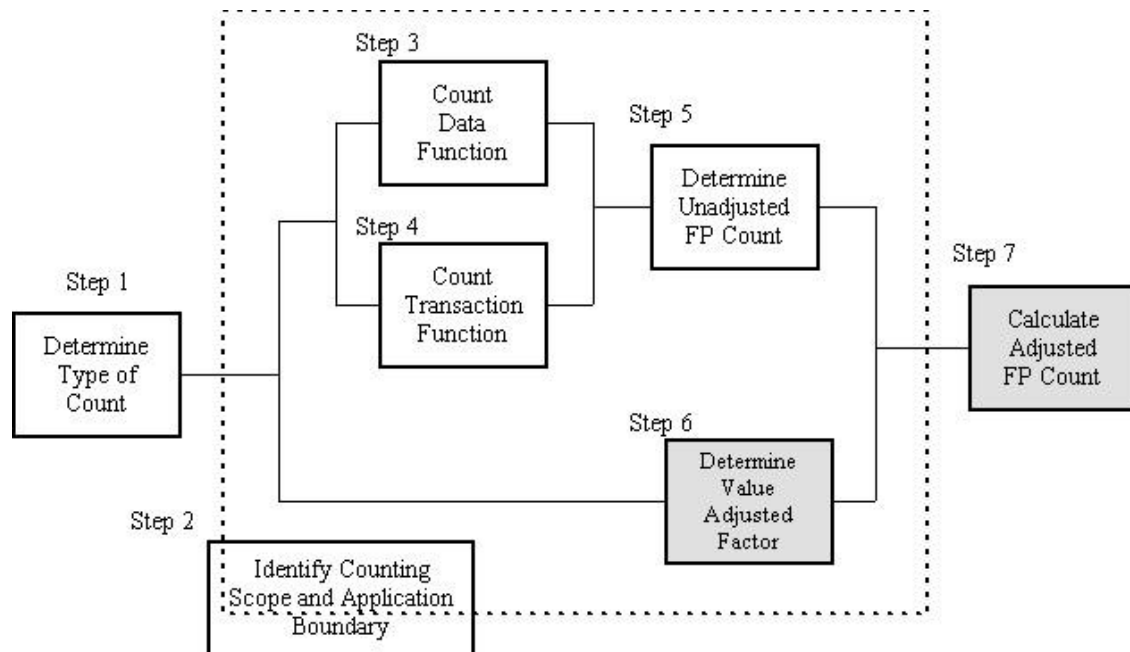 Step 1
Determine
Type of
Count
Step 2
Identify Counting
Scope and Application
Boundary
Step 3
Count
Data
Function
Step 4
Count
Transaction
Function
Step 5
Determine
Unadjusted
FP Count
Step 6
Determine
Value
Adjusted
Factor
Step 7
Calculate
Adjusted
FP Count